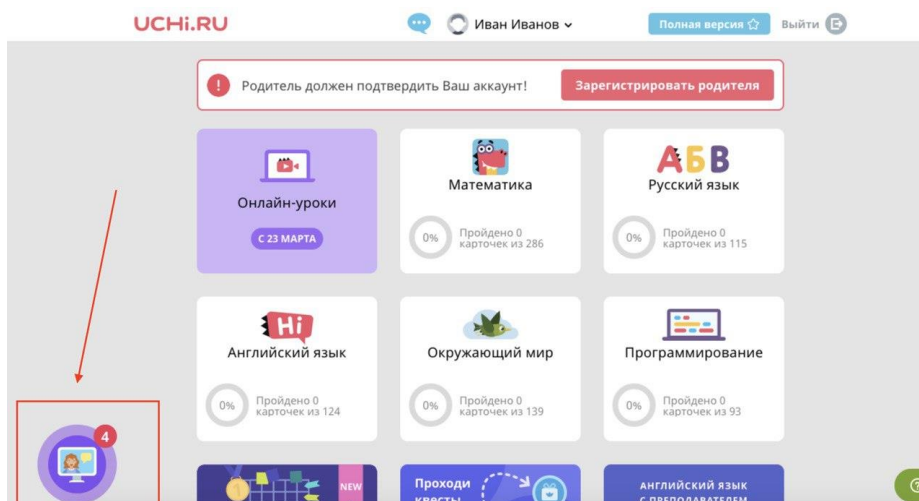 UCHi.RU
Иван Иванов
Полная версия
Выйти
! Родитель должен подтвердить Ваш аккаунт!
Зарегистрировать родителя
Онлайн-уроки
С 23 МАРТА
Математика
0%
Пройдено 0
карточек из 286
АБВ
Русский язык
0%
Пройдено 0
карточек из 115
Hi
Английский язык
0%
Пройдено 0
карточек из 124
Окружающий мир
0%
Пройдено 0
карточек из 139
Программирование
0%
Пройдено 0
карточек из 93
4
NEW
Проходи
квесты
АНГЛИЙСКИЙ ЯЗЫК
С ПРЕПОДАВАТЕЛЕМ